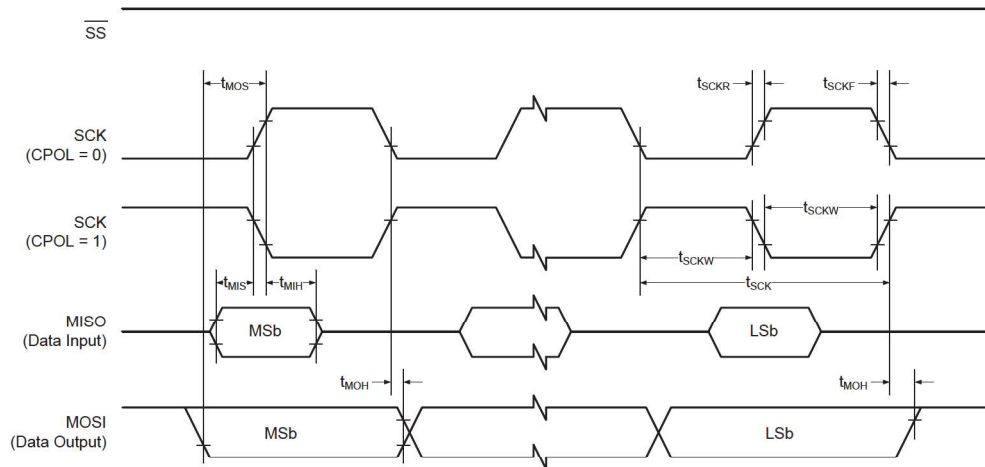 SS
tMOS
tSCKR
tSCKF
SCK
(CPOL = 0)
SCK
(CPOL = 1)
tSCKW
tSCKW
tMIS
tMIH
tSCK
MISO
(Data Input)
MSb
LSb
tMOH
tMOH
MOSI
(Data Output)
MSb
LSb